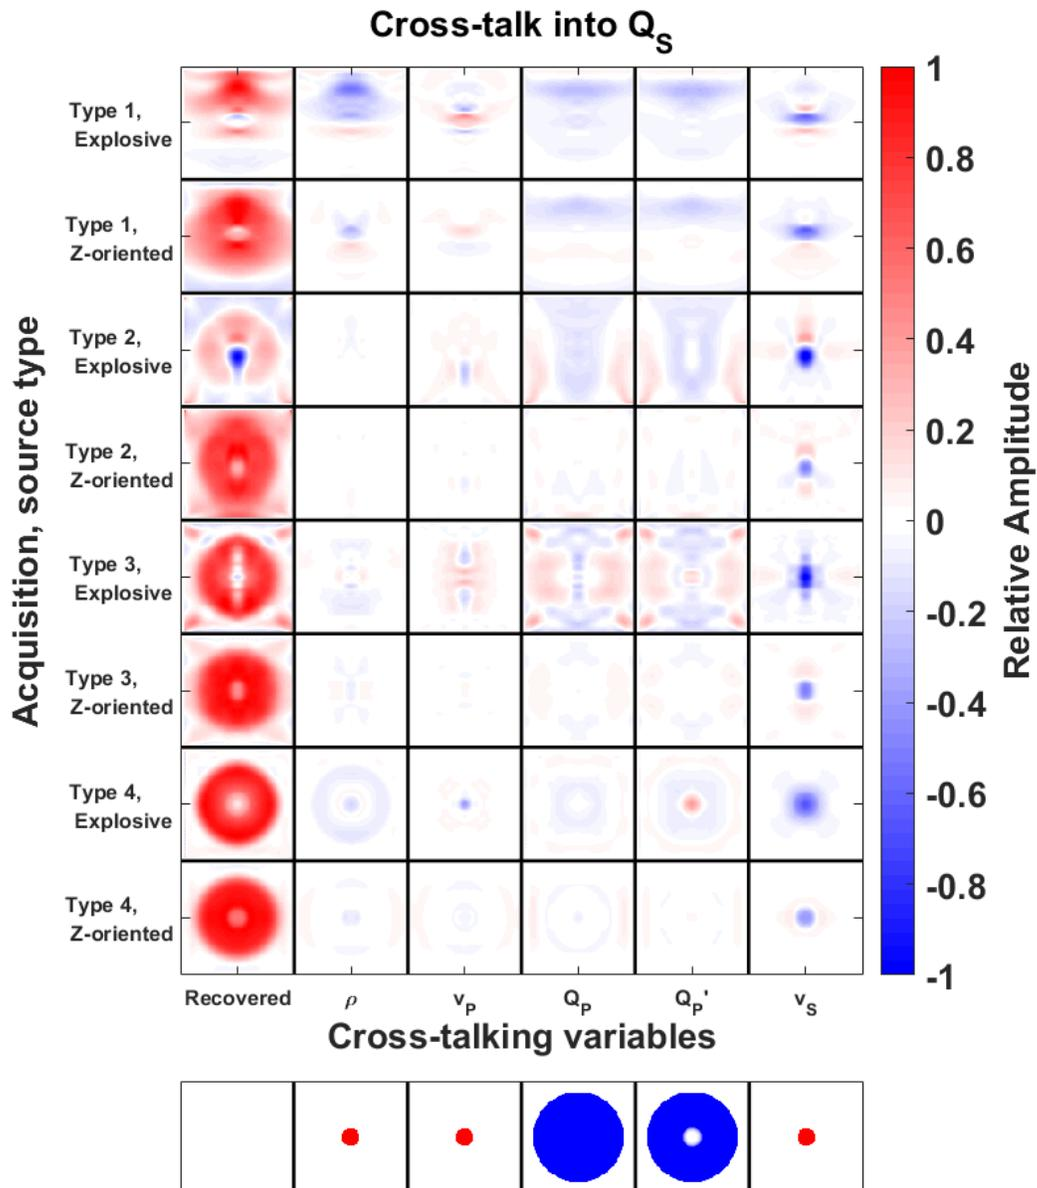 Cross-talk into Q_S
Type 1,
Explosive
Type 1,
Z-oriented
Type 2,
Explosive
Type 2,
Z-oriented
Type 3,
Explosive
Type 3,
Z-oriented
Type 4,
Explosive
Type 4,
Z-oriented
Acquisition, source type
1
0.8
0.6
0.4
0.2
0
-0.2
-0.4
-0.6
-0.8
-1
Relative Amplitude
Recovered ρ v_P Q_P Q_P' v_S
Cross-talking variables